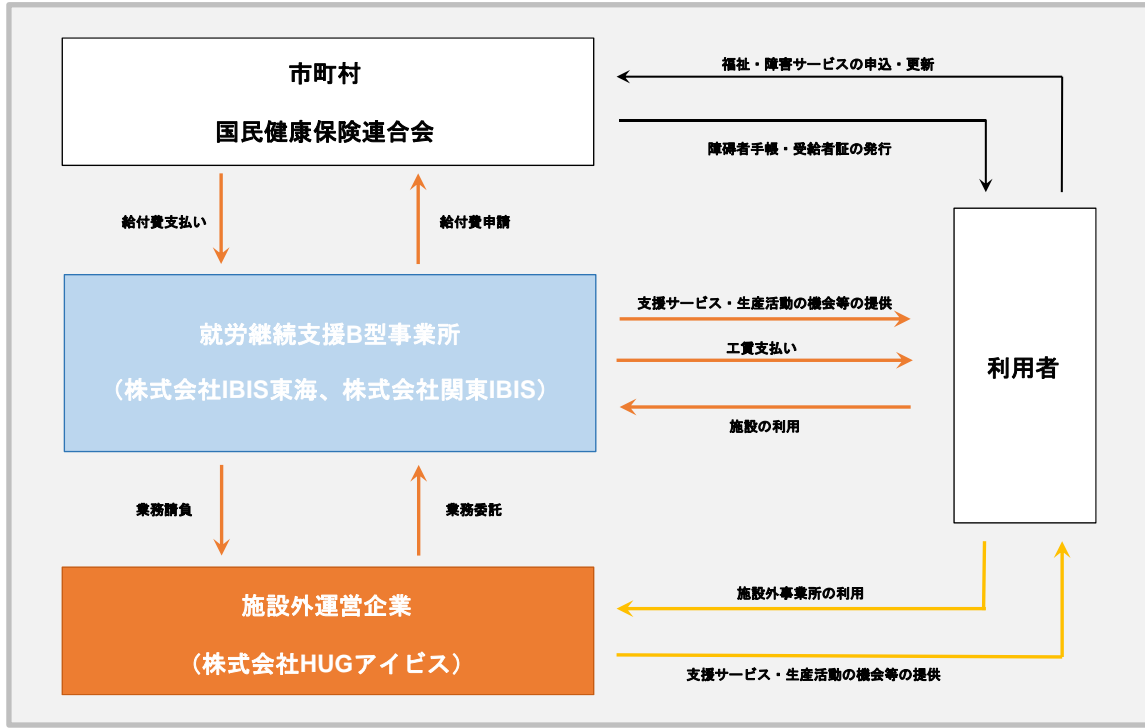 市町村
国民健康保険連合会
福祉・障害サービスの申込・更新
障碍者手帳・受給者証の発行
給付費支払い
給付費申請
就労継続支援B型事業所
（株式会社IBIS東海、株式会社関東IBIS）
支援サービス・生産活動の機会等の提供
工賃支払い
施設の利用
利用者
業務請負
業務委託
施設外運営企業
（株式会社HUGアイビス）
施設外事業所の利用
支援サービス・生産活動の機会等の提供